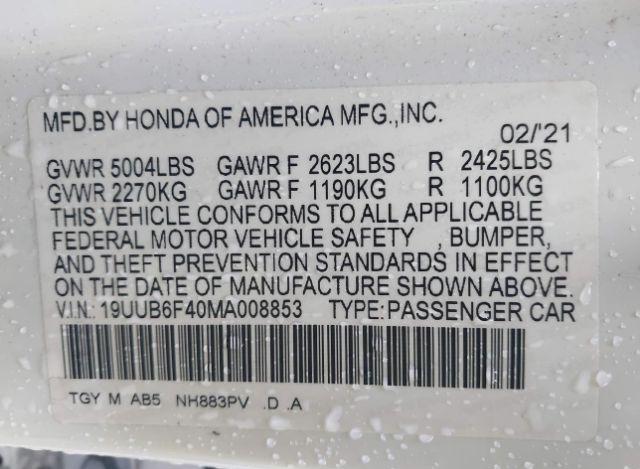 MFD.BY HONDA OF AMERICA MFG.,INC.
02/'21
GVWR 5004LBS GAWR F 2623LBS R 2425LBS
GVWR 2270KG GAWR F 1190KG R 1100KG
THIS VEHICLE CONFORMS TO ALL APPLICABLE
FEDERAL MOTOR VEHICLE SAFETY , BUMPER,
AND THEFT PREVENTION STANDARDS IN EFFECT
ON THE DATE OF MANUFACTURE SHOWN ABOVE.
V.I.N.: 19UUB6F40MA008853 TYPE:PASSENGER CAR
TGY M AB5 NH883PV .D .A